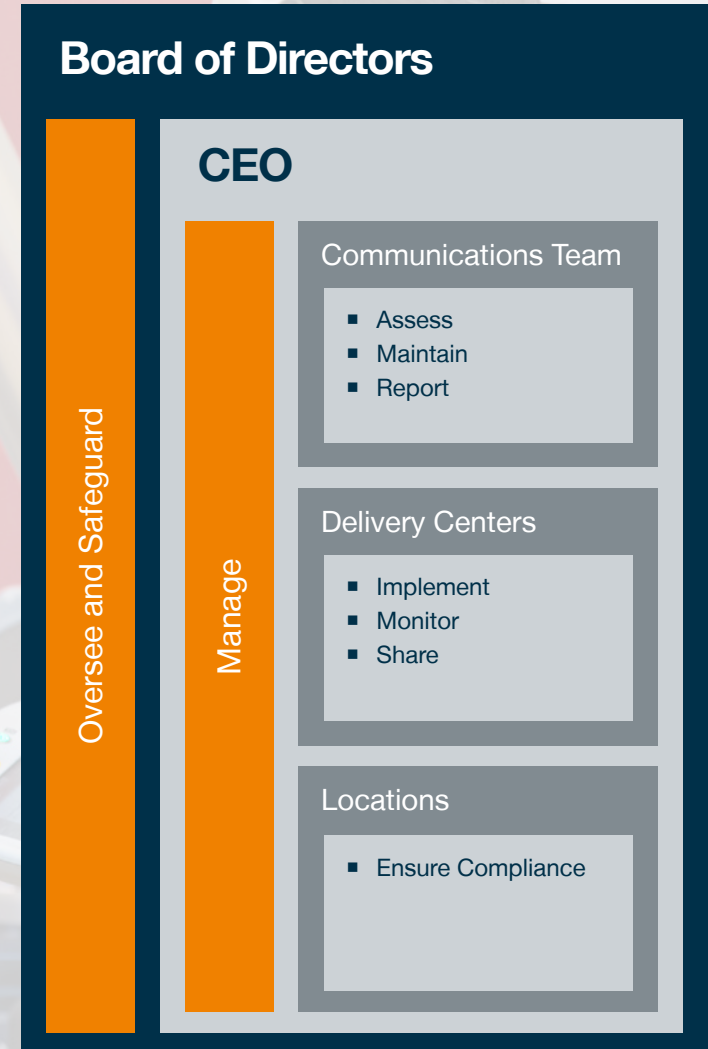 Board of Directors
Oversee and Safeguard
CEO
Manage
Communications Team
▪ Assess
▪ Maintain
▪ Report
Delivery Centers
▪ Implement
▪ Monitor
▪ Share
Locations
▪ Ensure Compliance